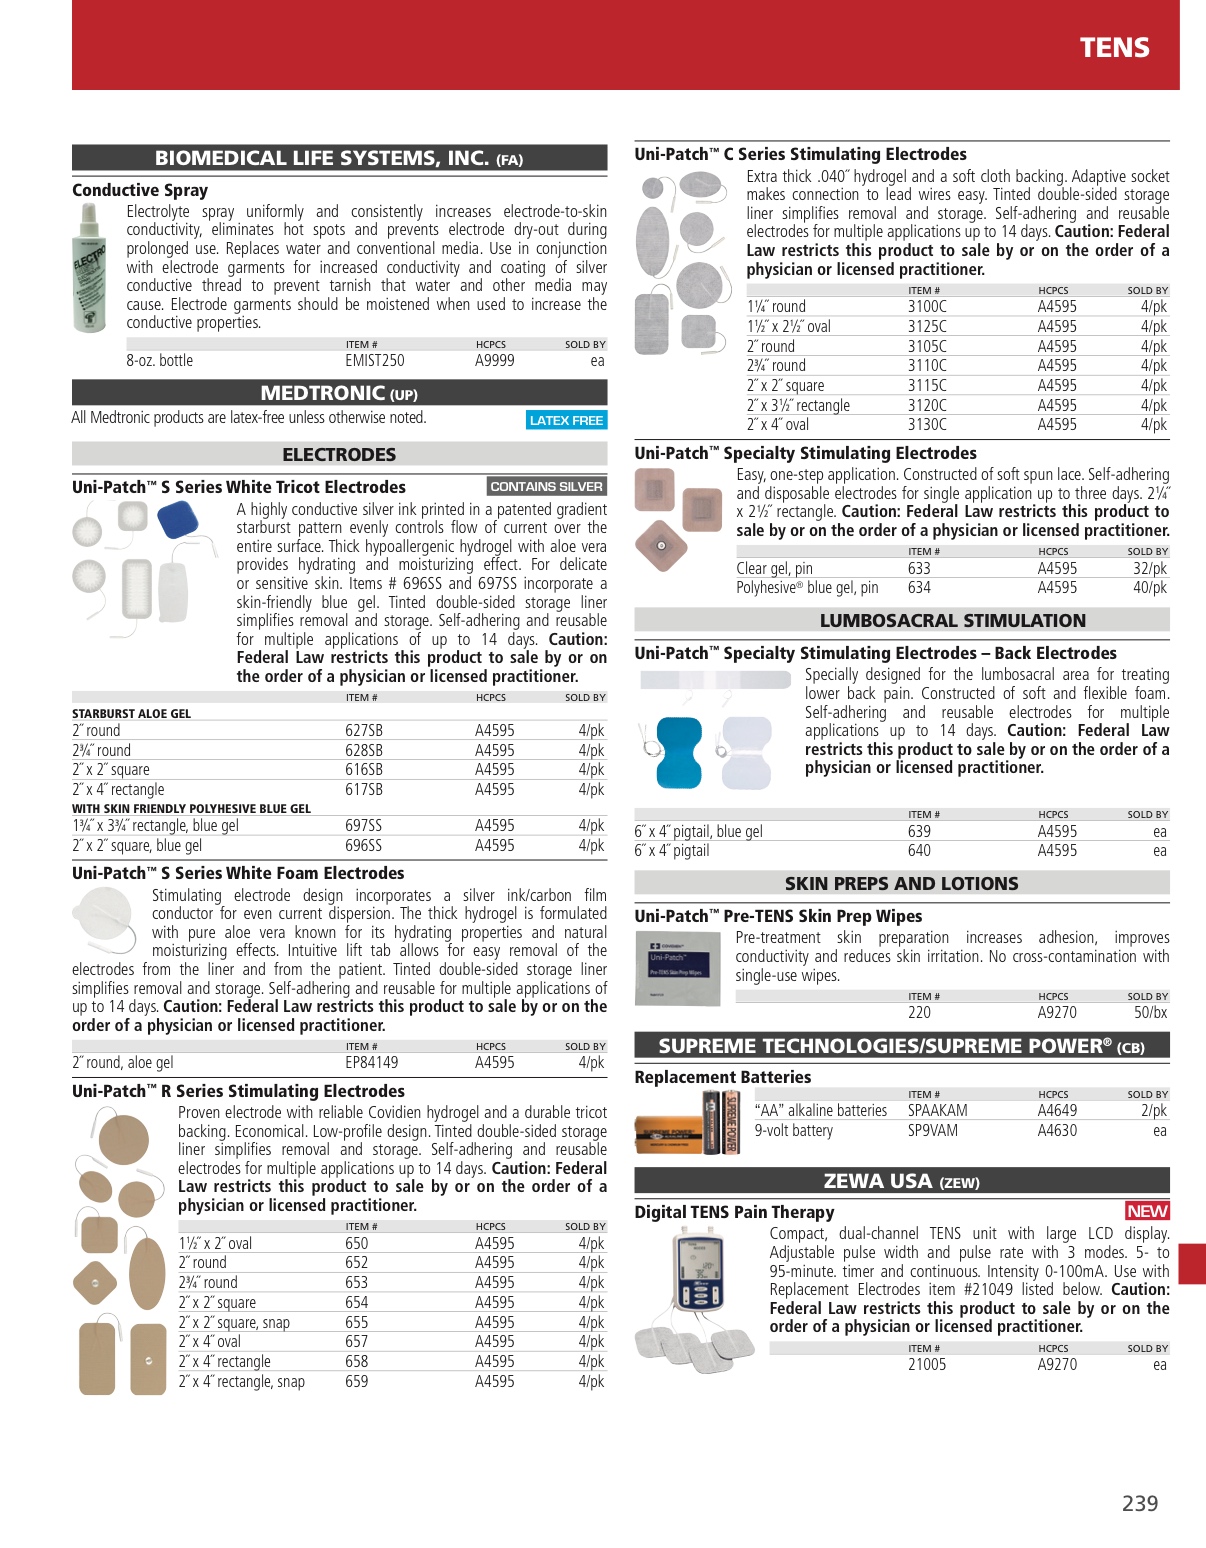 TENS
BIOMEDICAL LIFE SYSTEMS, INC. (FA)
Conductive Spray
Electrolyte spray uniformly and consistently increases electrode-to-skin
conductivity, eliminates hot spots and prevents electrode dry-out during
prolonged use. Replaces water and conventional media. Use in conjunction
with electrode garments for increased conductivity and coating of silver
conductive thread to prevent tarnish that water and other media may
cause. Electrode garments should be moistened when used to increase the
conductive properties.
ITEM # HCPCS SOLD BY
8-oz. bottle EMIST250 A9999 ea
MEDTRONIC (UP)
All Medtronic products are latex-free unless otherwise noted. LATEX FREE
ELECTRODES
Uni-Patch™ S Series White Tricot Electrodes CONTAINS SILVER
A highly conductive silver ink printed in a patented gradient
starburst pattern evenly controls flow of current over the
entire surface. Thick hypoallergenic hydrogel with aloe vera
provides hydrating and moisturizing effect. For delicate
or sensitive skin. Items # 696SS and 697SS incorporate a
skin-friendly blue gel. Tinted double-sided storage liner
simplifies removal and storage. Self-adhering and reusable
for multiple applications of up to 14 days. Caution:
Federal Law restricts this product to sale by or on
the order of a physician or licensed practitioner.
ITEM # HCPCS SOLD BY
STARBURST ALOE GEL
2˝ round 627SB A4595 4/pk
2¾˝ round 628SB A4595 4/pk
2˝ x 2˝ square 616SB A4595 4/pk
2˝ x 4˝ rectangle 617SB A4595 4/pk
WITH SKIN FRIENDLY POLYHESIVE BLUE GEL
1¾˝ x 3¾˝ rectangle, blue gel 697SS A4595 4/pk
2˝ x 2˝ square, blue gel 696SS A4595 4/pk
Uni-Patch™ S Series White Foam Electrodes
Stimulating electrode design incorporates a silver ink/carbon film
conductor for even current dispersion. The thick hydrogel is formulated
with pure aloe vera known for its hydrating properties and natural
moisturizing effects. Intuitive lift tab allows for easy removal of the
electrodes from the liner and from the patient. Tinted double-sided storage liner
simplifies removal and storage. Self-adhering and reusable for multiple applications of
up to 14 days. Caution: Federal Law restricts this product to sale by or on the
order of a physician or licensed practitioner.
ITEM # HCPCS SOLD BY
2˝ round, aloe gel EP84149 A4595 4/pk
Uni-Patch™ R Series Stimulating Electrodes
Proven electrode with reliable Covidien hydrogel and a durable tricot
backing. Economical. Low-profile design. Tinted double-sided storage
liner simplifies removal and storage. Self-adhering and reusable
electrodes for multiple applications up to 14 days. Caution: Federal
Law restricts this product to sale by or on the order of a
physician or licensed practitioner.
ITEM # HCPCS SOLD BY
1½˝ x 2˝ oval 650 A4595 4/pk
2˝ round 652 A4595 4/pk
2¾˝ round 653 A4595 4/pk
2˝ x 2˝ square 654 A4595 4/pk
2˝ x 2˝ square, snap 655 A4595 4/pk
2˝ x 4˝ oval 657 A4595 4/pk
2˝ x 4˝ rectangle 658 A4595 4/pk
2˝ x 4˝ rectangle, snap 659 A4595 4/pk
Uni-Patch™ C Series Stimulating Electrodes
Extra thick .040˝ hydrogel and a soft cloth backing. Adaptive socket
makes connection to lead wires easy. Tinted double-sided storage
liner simplifies removal and storage. Self-adhering and reusable
electrodes for multiple applications up to 14 days. Caution: Federal
Law restricts this product to sale by or on the order of a
physician or licensed practitioner.
ITEM # HCPCS SOLD BY
1¼˝ round 3100C A4595 4/pk
1½˝ x 2½˝ oval 3125C A4595 4/pk
2˝ round 3105C A4595 4/pk
2¾˝ round 3110C A4595 4/pk
2˝ x 2˝ square 3115C A4595 4/pk
2˝ x 3½˝ rectangle 3120C A4595 4/pk
2˝ x 4˝ oval 3130C A4595 4/pk
Uni-Patch™ Specialty Stimulating Electrodes
Easy, one-step application. Constructed of soft spun lace. Self-adhering
and disposable electrodes for single application up to three days. 2¼˝
x 2½˝ rectangle. Caution: Federal Law restricts this product to
sale by or on the order of a physician or licensed practitioner.
ITEM # HCPCS SOLD BY
Clear gel, pin 633 A4595 32/pk
Polyhesive® blue gel, pin 634 A4595 40/pk
LUMBOSACRAL STIMULATION
Uni-Patch™ Specialty Stimulating Electrodes – Back Electrodes
Specially designed for the lumbosacral area for treating
lower back pain. Constructed of soft and flexible foam.
Self-adhering and reusable electrodes for multiple
applications up to 14 days. Caution: Federal Law
restricts this product to sale by or on the order of a
physician or licensed practitioner.
ITEM # HCPCS SOLD BY
6˝ x 4˝ pigtail, blue gel 639 A4595 ea
6˝ x 4˝ pigtail 640 A4595 ea
SKIN PREPS AND LOTIONS
Uni-Patch™ Pre-TENS Skin Prep Wipes
COVIDIEN
Uni-Patch™
Pre-TENS Skin Prep Wipes
Pre-treatment skin preparation increases adhesion, improves
conductivity and reduces skin irritation. No cross-contamination with
single-use wipes.
ITEM # HCPCS SOLD BY
220 A9270 50/bx
SUPREME TECHNOLOGIES/SUPREME POWER® (CB)
Replacement Batteries
SUPREME POWER
ITEM # HCPCS SOLD BY
“AA” alkaline batteries SPAAKAM A4649 2/pk
9-volt battery SP9VAM A4630 ea
ZEWA USA (ZEW)
Digital TENS Pain Therapy NEW
Compact, dual-channel TENS unit with large LCD display.
Adjustable pulse width and pulse rate with 3 modes. 5- to
95-minute. timer and continuous. Intensity 0-100mA. Use with
Replacement Electrodes item #21049 listed below. Caution:
Federal Law restricts this product to sale by or on the
order of a physician or licensed practitioner.
ITEM # HCPCS SOLD BY
21005 A9270 ea
239